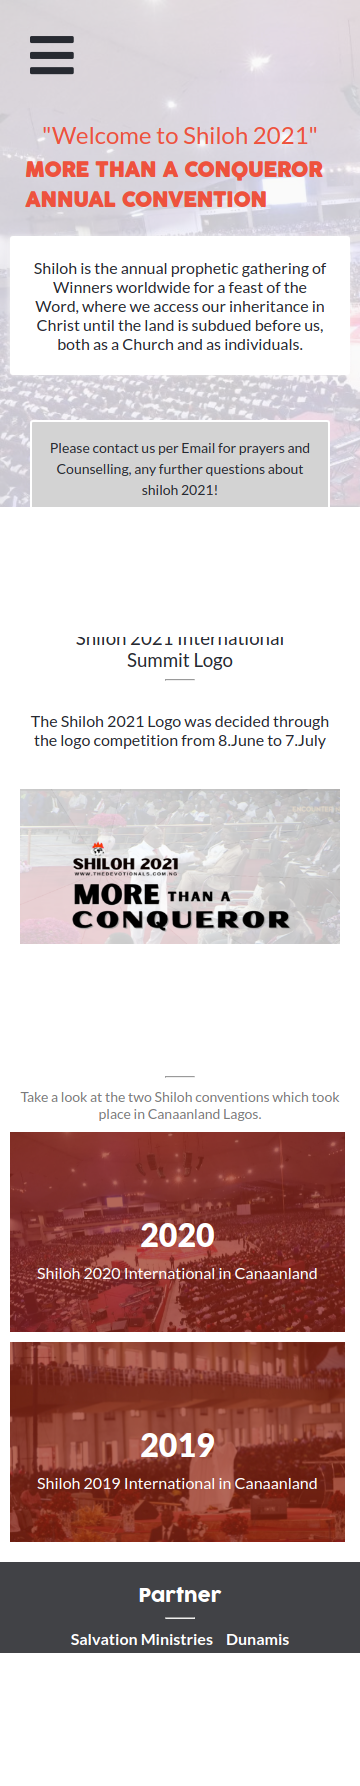 "Welcome to Shiloh 2021"
MORE THAN A CONQUEROR
ANNUAL CONVENTION
Shiloh is the annual prophetic gathering of
Winners worldwide for a feast of the
Word, where we access our inheritance in
Christ until the land is subdued before us,
both as a Church and as individuals.
Please contact us per Email for prayers and
Counselling, any further questions about
shiloh 2021!
Shiloh 2021 International
Summit Logo
The Shiloh 2021 Logo was decided through
the logo competition from 8.June to 7.July
ENCOUNTER
SHILOH 2021
WWW.THEDEVOTIONALS.COM.NG
MORE THAN A
CONQUEROR
Take a look at the two Shiloh conventions which took
place in Canaanland Lagos.
2020
Shiloh 2020 International in Canaanland
2019
Shiloh 2019 International in Canaanland
Partner
Salvation Ministries Dunamis